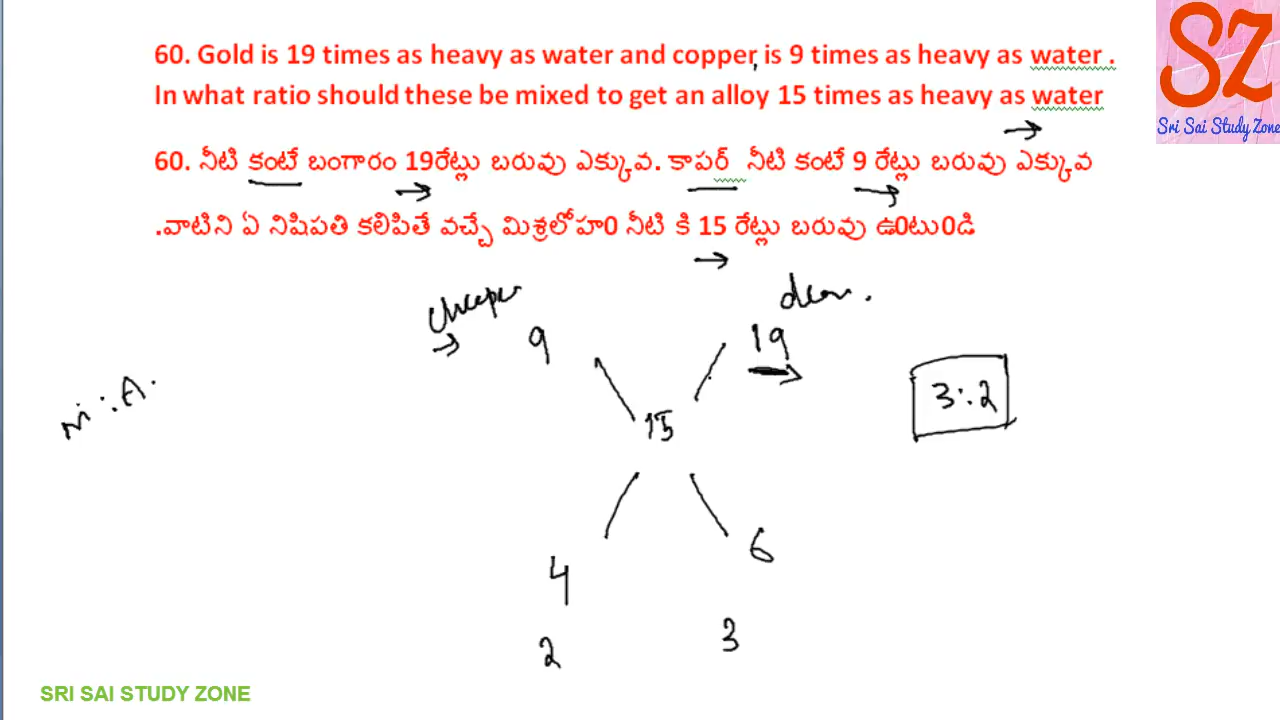 SZ
Sri Sai Study Zone
60. Gold is 19 times as heavy as water and copper is 9 times as heavy as water .
In what ratio should these be mixed to get an alloy 15 times as heavy as water
60. నీటి కంటే బంగారం 19రేట్లు బరువు ఎక్కువ. కాపర్ నీటి కంటే 9 రేట్లు బరువు ఎక్కువ
.వాటిని ఏ నిషిపతి కలిపితే వచ్చే మిశ్రలోహ0 నీటి కి 15 రేట్లు బరువు ఉ0టు0డి
cheaper
9 19
15
3:2
4 6
2 3
SRI SAI STUDY ZONE